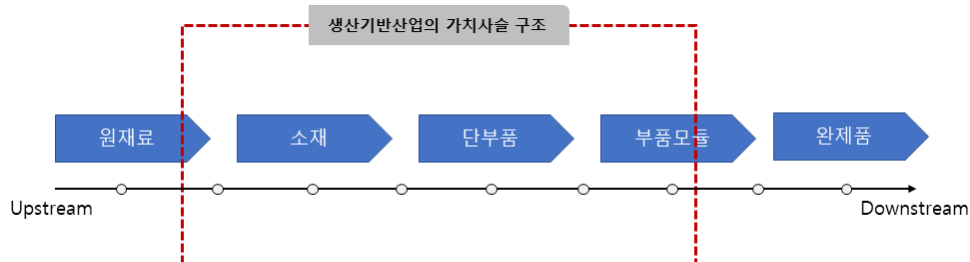 생산기반산업의 가치사슬 구조
원재료
소재
단부품
부품모듈
완제품
Upstream
Downstream